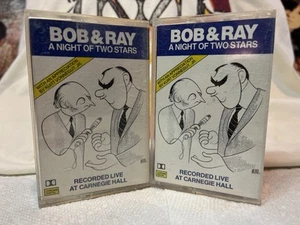 BOB & RAY
A NIGHT OF TWO STARS
RECORDED LIVE
AT CARNEGIE HALL
BOB & RAY
A NIGHT OF TWO STARS
RECORDED LIVE
AT CARNEGIE HALL